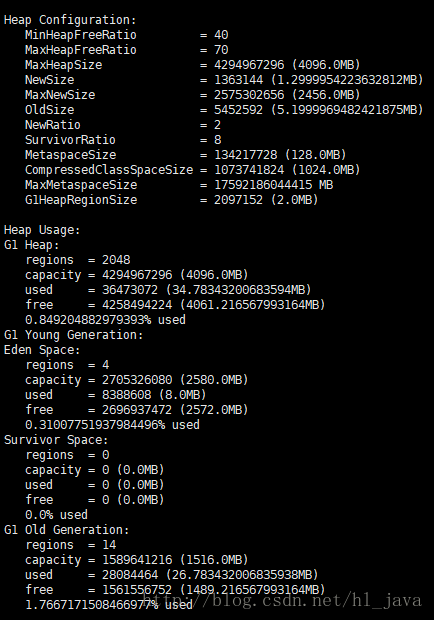 Heap Configuration:
MinHeapFreeRatio = 40
MaxHeapFreeRatio = 70
MaxHeapSize = 4294967296 (4096.0MB)
NewSize = 1363144 (1.2999954223632812MB)
MaxNewSize = 2575302656 (2456.0MB)
OldSize = 5452592 (5.1999969482421875MB)
NewRatio = 2
SurvivorRatio = 8
MetaspaceSize = 134217728 (128.0MB)
CompressedClassSpaceSize = 1073741824 (1024.0MB)
MaxMetaspaceSize = 17592186044415 MB
G1HeapRegionSize = 2097152 (2.0MB)
Heap Usage:
G1 Heap:
regions = 2048
capacity = 4294967296 (4096.0MB)
used = 36473072 (34.78343200683594MB)
free = 4258494224 (4061.216567993164MB)
0.849204882979393% used
G1 Young Generation:
Eden Space:
regions = 4
capacity = 2705326080 (2580.0MB)
used = 8388608 (8.0MB)
free = 2696937472 (2572.0MB)
0.31007751937984496% used
Survivor Space:
regions = 0
capacity = 0 (0.0MB)
used = 0 (0.0MB)
free = 0 (0.0MB)
0.0% used
G1 Old Generation:
regions = 14
capacity = 1589641216 (1516.0MB)
used = 28084464 (26.783432006835938MB)
free = 1561556752 (1489.216567993164MB)
1.7667171508466977% used
http://blog.csdn.net/hl_java